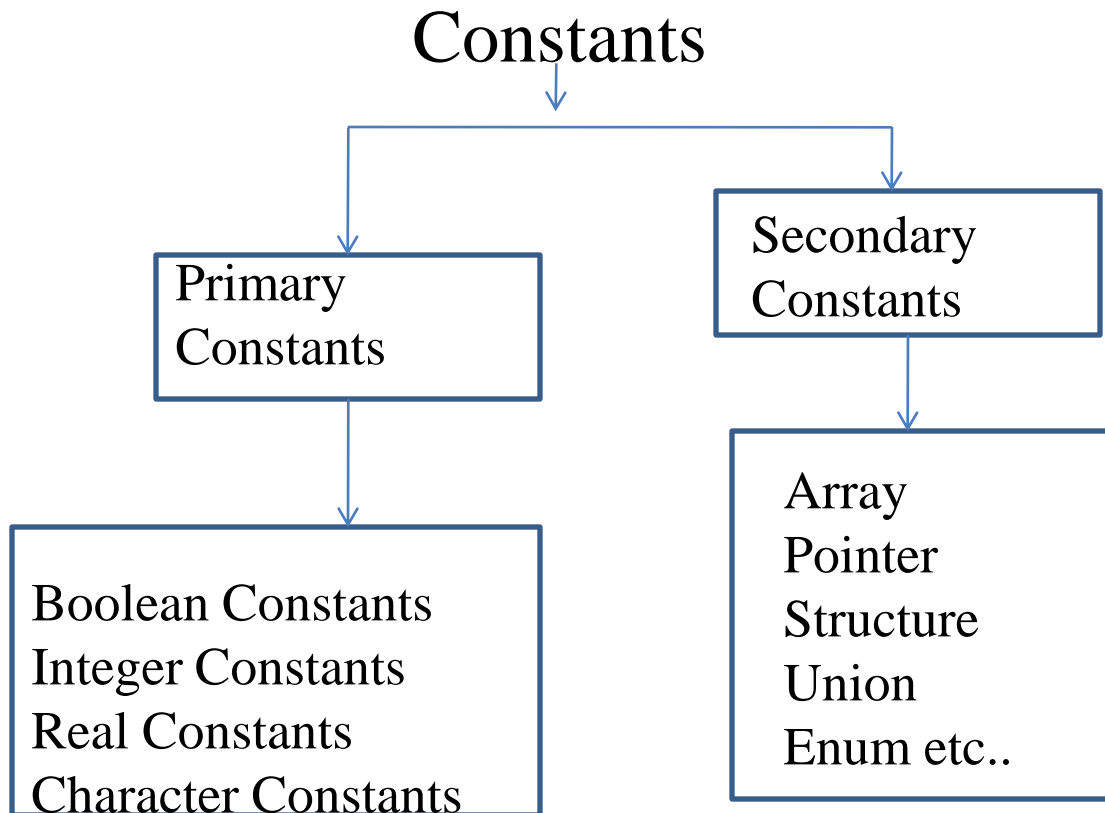 Constants
Primary
Constants
Secondary
Constants
Boolean Constants
Integer Constants
Real Constants
Character Constants
Array
Pointer
Structure
Union
Enum etc..